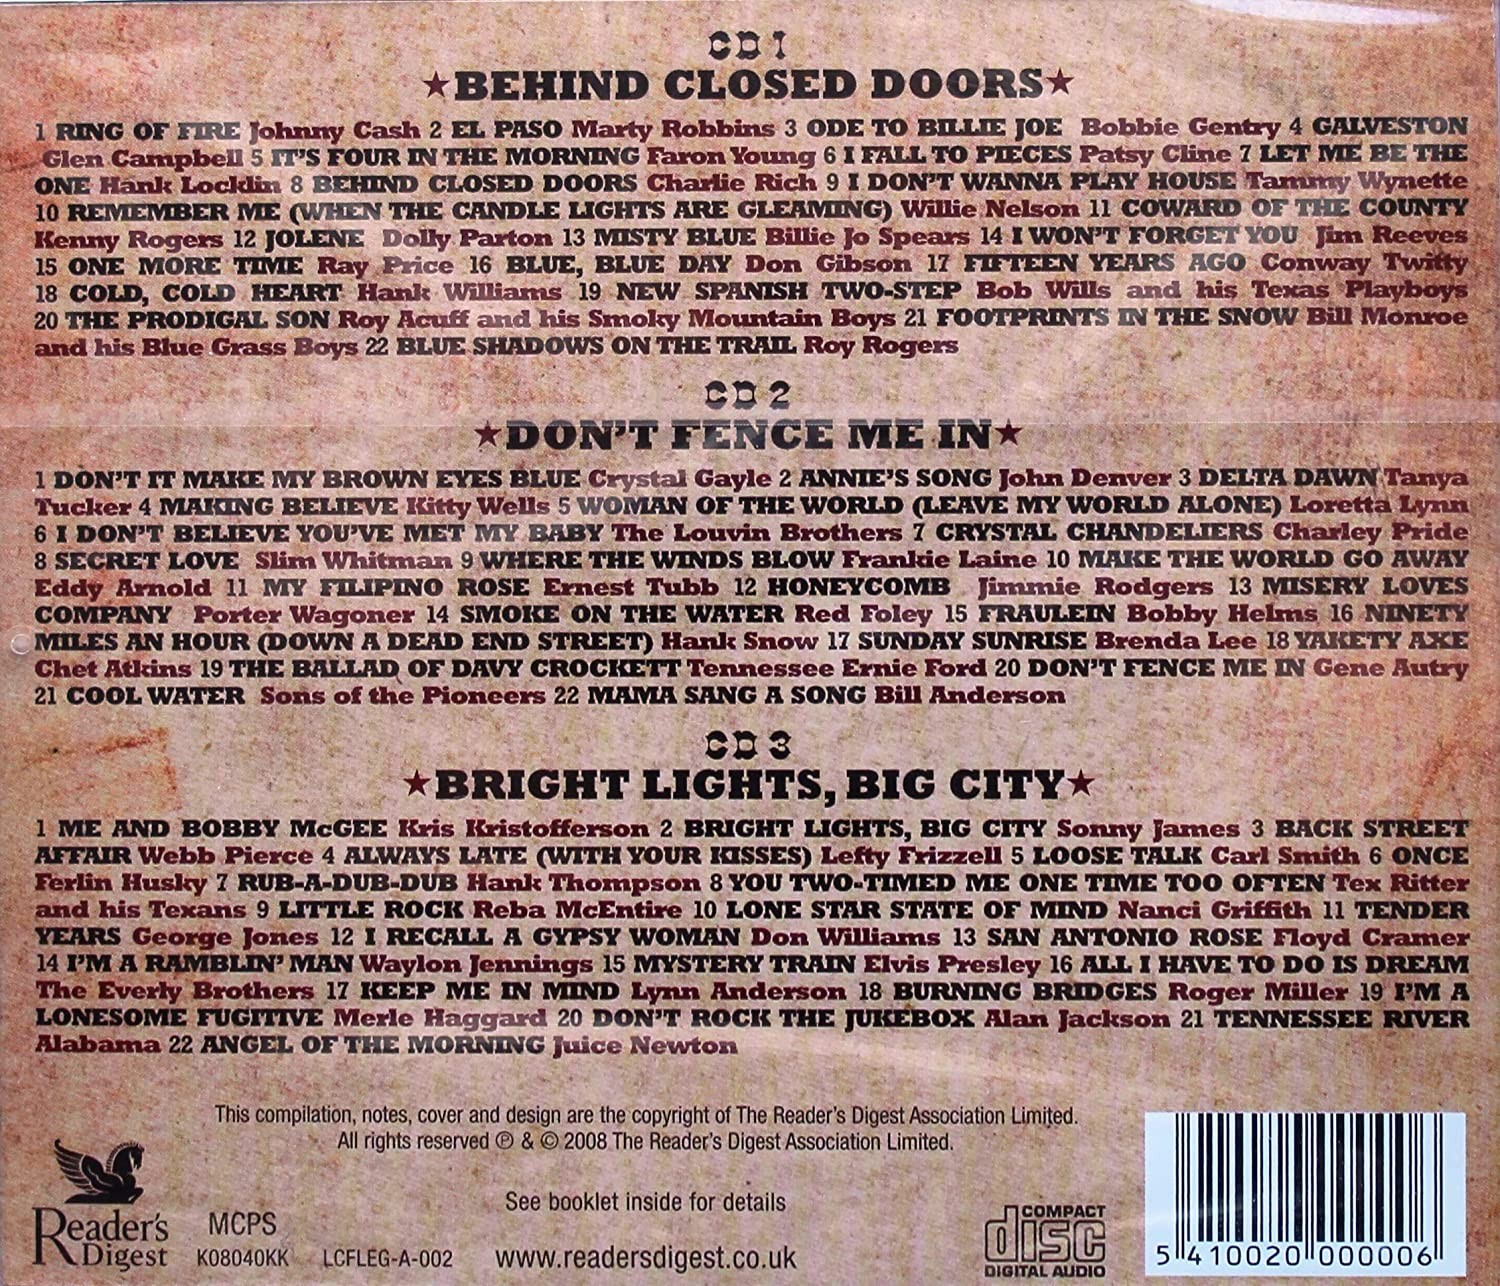 CD 1
★BEHIND CLOSED DOORS★
1 RING OF FIRE Johnny Cash 2 EL PASO Marty Robbins 3 ODE TO BILLIE JOE Bobbie Gentry 4 GALVESTON
Glen Campbell 5 IT'S FOUR IN THE MORNING Faron Young 6 I FALL TO PIECES Patsy Cline 7 LET ME BE THE
ONE Hank Locklin 8 BEHIND CLOSED DOORS Charlie Rich 9 I DON'T WANNA PLAY HOUSE Tammy Wynette
10 REMEMBER ME (WHEN THE CANDLE LIGHTS ARE GLEAMING) Willie Nelson 11 COWARD OF THE COUNTY
Kenny Rogers 12 JOLENE Dolly Parton 13 MISTY BLUE Billie Jo Spears 14 I WON'T FORGET YOU Jim Reeves
15 ONE MORE TIME Ray Price 16 BLUE, BLUE DAY Don Gibson 17 FIFTEEN YEARS AGO Conway Twitty
18 COLD, COLD HEART Hank Williams 19 NEW SPANISH TWO-STEP Bob Wills and his Texas Playboys
20 THE PRODIGAL SON Roy Acuff and his Smoky Mountain Boys 21 FOOTPRINTS IN THE SNOW Bill Monroe
and his Blue Grass Boys 22 BLUE SHADOWS ON THE TRAIL Roy Rogers
CD 2
★DON'T FENCE ME IN★
1 DON'T IT MAKE MY BROWN EYES BLUE Crystal Gayle 2 ANNIE'S SONG John Denver 3 DELTA DAWN Tanya
Tucker 4 MAKING BELIEVE Kitty Wells 5 WOMAN OF THE WORLD (LEAVE MY WORLD ALONE) Loretta Lynn
6 I DON'T BELIEVE YOU'VE MET MY BABY The Louvin Brothers 7 CRYSTAL CHANDELIERS Charley Pride
8 SECRET LOVE Slim Whitman 9 WHERE THE WINDS BLOW Frankie Laine 10 MAKE THE WORLD GO AWAY
Eddy Arnold 11 MY FILIPINO ROSE Ernest Tubb 12 HONEYCOMB Jimmie Rodgers 13 MISERY LOVES
COMPANY Porter Wagoner 14 SMOKE ON THE WATER Red Foley 15 FRAULEIN Bobby Helms 16 NINETY
MILES AN HOUR (DOWN A DEAD END STREET) Hank Snow 17 SUNDAY SUNRISE Brenda Lee 18 YAKETY AXE
Chet Atkins 19 THE BALLAD OF DAVY CROCKETT Tennessee Ernie Ford 20 DON'T FENCE ME IN Gene Autry
21 COOL WATER Sons of the Pioneers 22 MAMA SANG A SONG Bill Anderson
CD 3
★BRIGHT LIGHTS, BIG CITY★
1 ME AND BOBBY McGEE Kris Kristofferson 2 BRIGHT LIGHTS, BIG CITY Sonny James 3 BACK STREET
AFFAIR Webb Pierce 4 ALWAYS LATE (WITH YOUR KISSES) Lefty Frizzell 5 LOOSE TALK Carl Smith 6 ONCE
Ferlin Husky 7 RUB-A-DUB-DUB Hank Thompson 8 YOU TWO-TIMED ME ONE TIME TOO OFTEN Tex Ritter
and his Texans 9 LITTLE ROCK Reba McEntire 10 LONE STAR STATE OF MIND Nanci Griffith 11 TENDER
YEARS George Jones 12 I RECALL A GYPSY WOMAN Don Williams 13 SAN ANTONIO ROSE Floyd Cramer
14 I'M A RAMBLIN' MAN Waylon Jennings 15 MYSTERY TRAIN Elvis Presley 16 ALL I HAVE TO DO IS DREAM
The Everly Brothers 17 KEEP ME IN MIND Lynn Anderson 18 BURNING BRIDGES Roger Miller 19 I'M A
LONESOME FUGITIVE Merle Haggard 20 DON'T ROCK THE JUKEBOX Alan Jackson 21 TENNESSEE RIVER
Alabama 22 ANGEL OF THE MORNING Juice Newton
This compilation, notes, cover and design are the copyright of The Reader's Digest Association Limited.
All rights reserved ℗ & © 2008 The Reader's Digest Association Limited.
See booklet inside for details
Reader's
Digest
MCPS
K08040KK LCFLEG-A-002
www.readersdigest.co.uk
COMPACT
disc
DIGITAL AUDIO
5 410020 000006